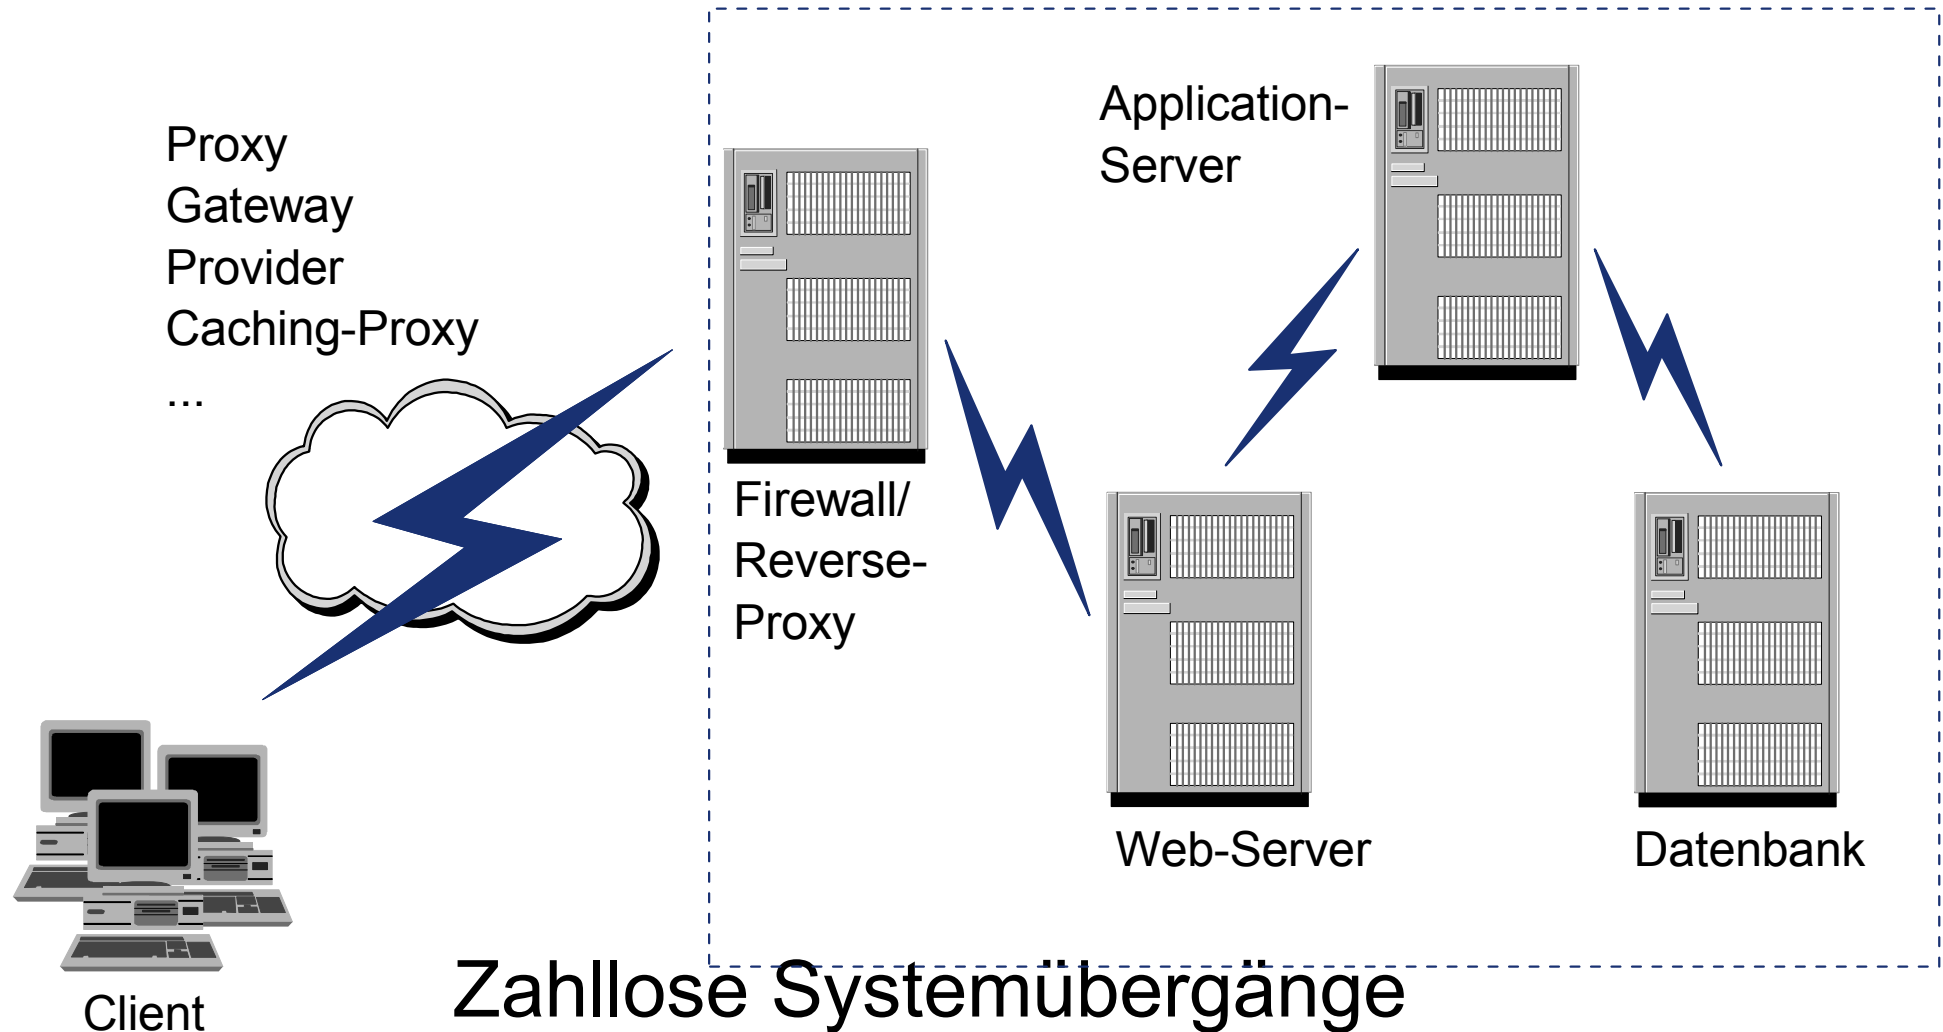 Proxy
Gateway
Provider
Caching-Proxy
...
Firewall/
Reverse-
Proxy
Application-
Server
Web-Server
Datenbank
Client
Zahllose Systemübergänge